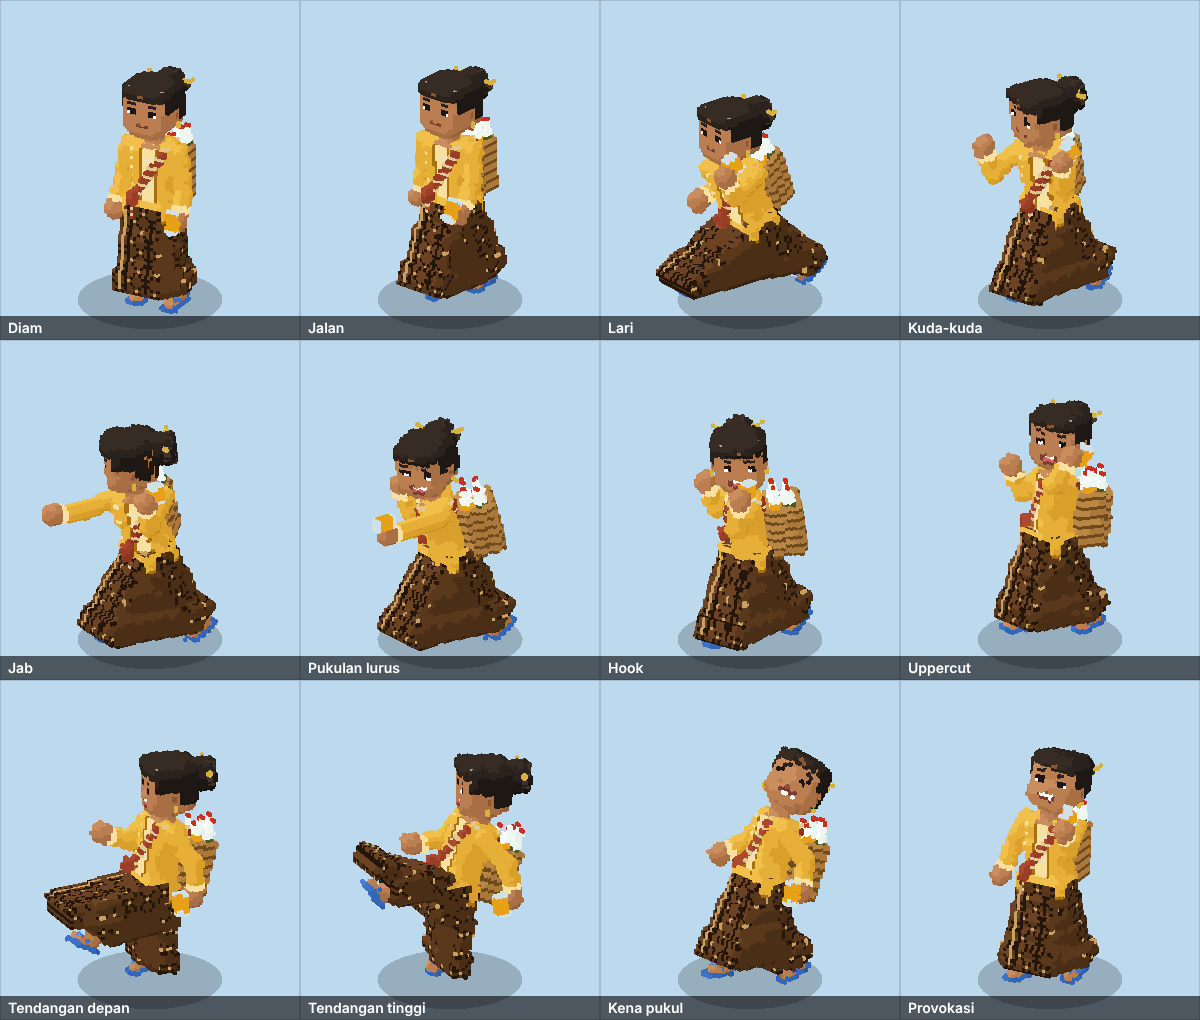 Diam
Jalan
Lari
Kuda-kuda
Jab
Pukulan lurus
Hook
Uppercut
Tendangan depan
Tendangan tinggi
Kena pukul
Provokasi